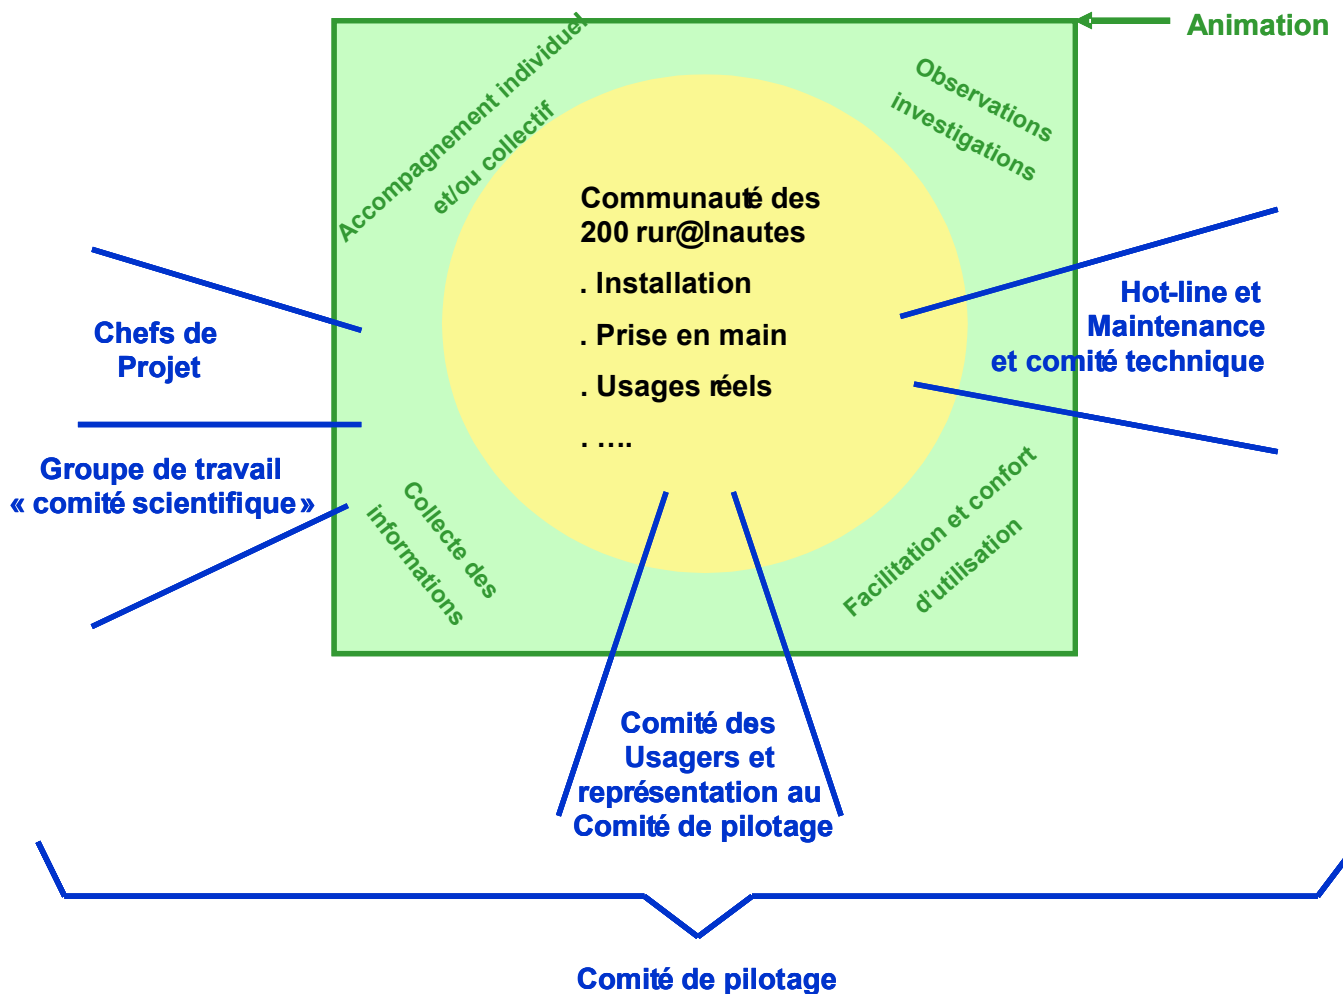 Animation
Accompagnement individuel
et/ou collectif
Observations
investigations
Communauté des
200 rur@lnautes
. Installation
. Prise en main
. Usages réels
. ....
Chefs de
Projet
Groupe de travail
« comité scientifique »
Hot-line et
Maintenance
et comité technique
Collecte des
informations
Facilitation et confort
d'utilisation
Comité des
Usagers et
représentation au
Comité de pilotage
Comité de pilotage